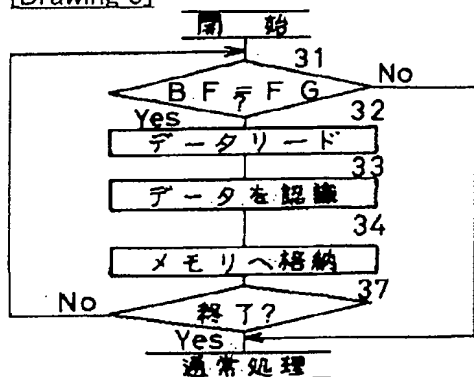 [Drawing 6]
開始
31
BF=FG
?
No
Yes
32
データリード
33
データを認識
34
メモリへ格納
37
No
終了?
Yes
通常処理